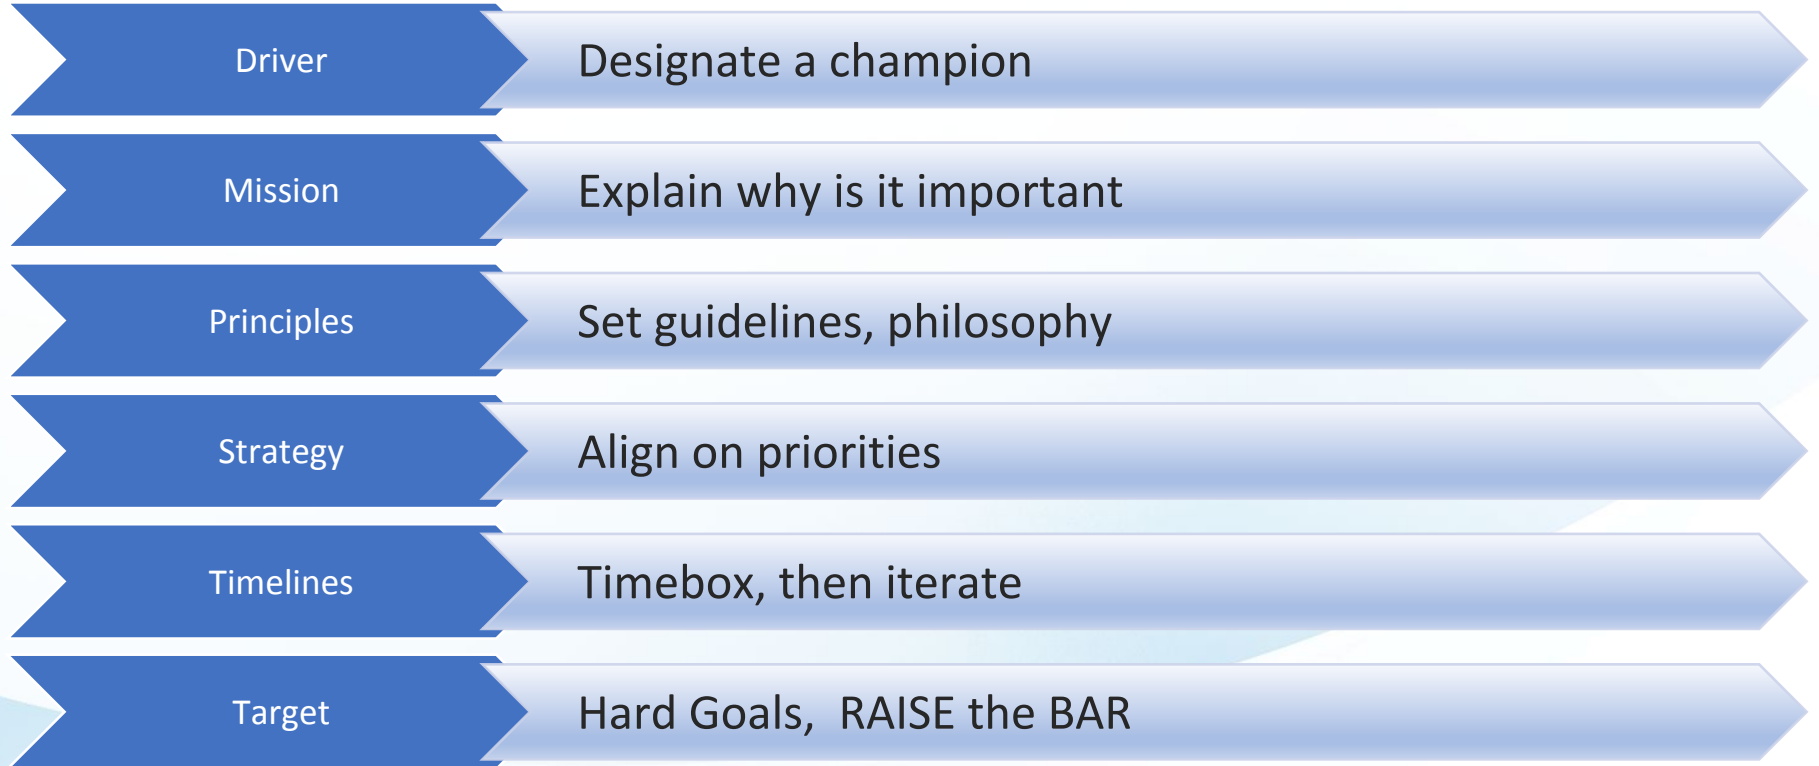 Driver
Designate a champion
Mission
Explain why is it important
Principles
Set guidelines, philosophy
Strategy
Align on priorities
Timelines
Timebox, then iterate
Target
Hard Goals,  RAISE the BAR